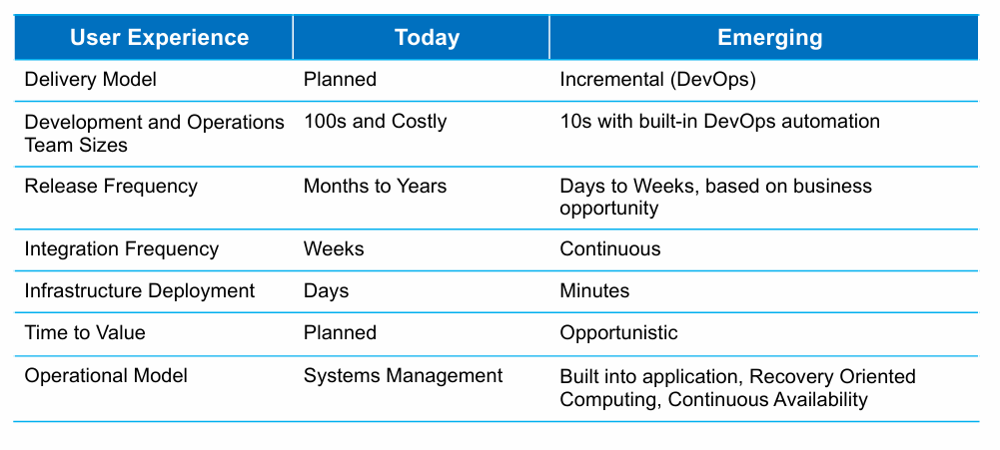 User Experience Today Emerging
Delivery Model Planned Incremental (DevOps)
Development and Operations 100s and Costly 10s with built-in DevOps automation
Team Sizes
Release Frequency Months to Years Days to Weeks, based on business
opportunity
Integration Frequency Weeks Continuous
Infrastructure Deployment Days Minutes
Time to Value Planned Opportunistic
Operational Model Systems Management Built into application, Recovery Oriented
Computing, Continuous Availability